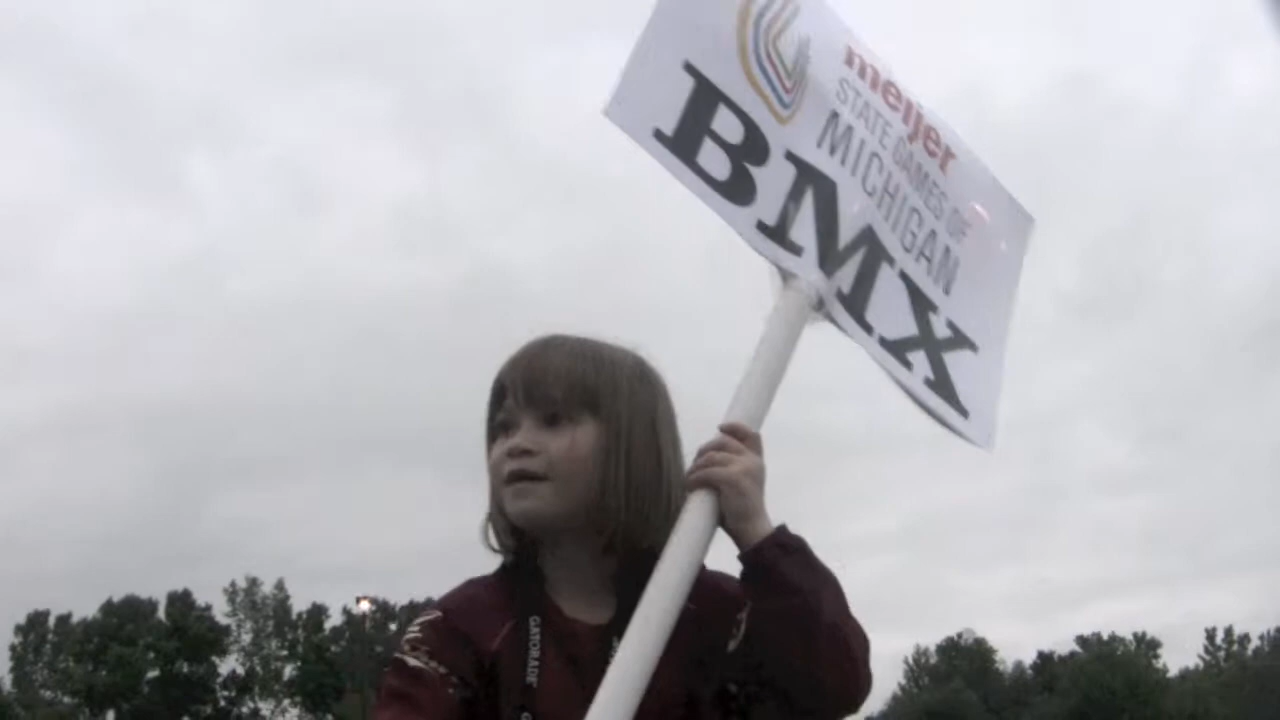 meijer
STATE GAMES OF
MICHIGAN
BMX
GATORADE
G